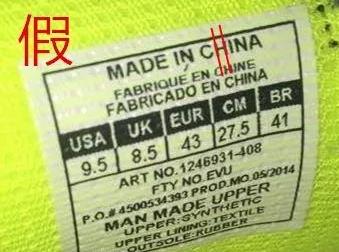 假
MADE IN CHINA
FABRIQUE EN CHINE
FABRICADO EN CHINA
USA UK EUR CM BR
9.5 8.5 43 27.5 41
ART NO.1246931-408
FTY NO.EVU
P.O.#4500534393 PROD.MO.05/2014
MAN MADE UPPER
UPPER:SYNTHETIC
UPPER LINING:TEXTILE
OUTSOLE:RUBBER